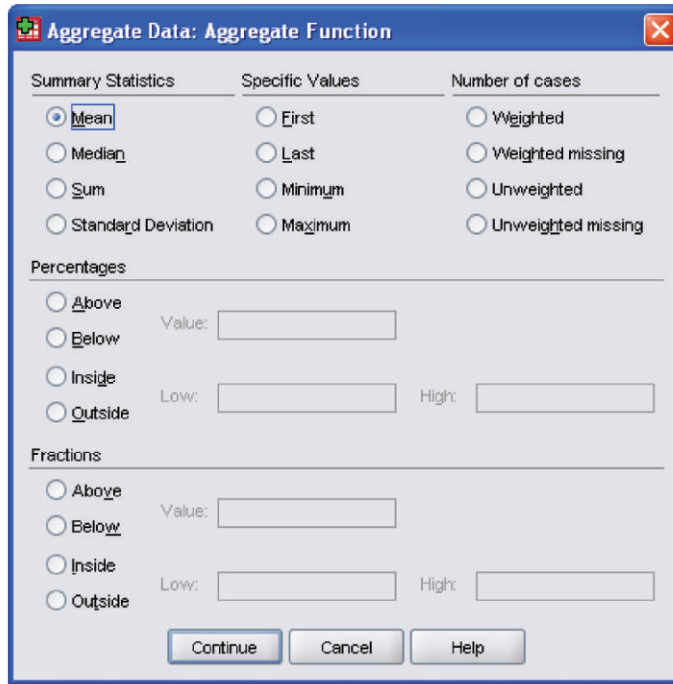 Aggregate Data: Aggregate Function
Summary Statistics Specific Values Number of cases
Mean First Weighted
Median Last Weighted missing
Sum Minimum Unweighted
Standard Deviation Maximum Unweighted missing
Percentages
Above
Value:
Below
Inside
Low: High:
Outside
Fractions
Above
Value:
Below
Inside
Low: High:
Outside
Continue Cancel Help